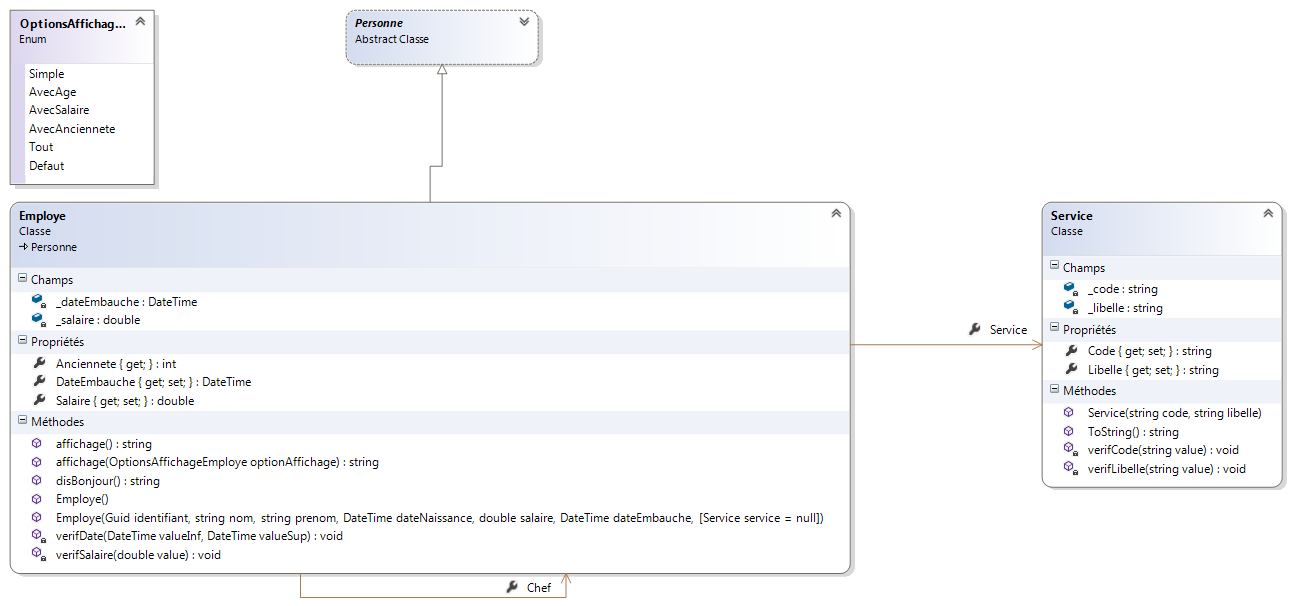 OptionsAffichag...
Enum
Simple
AvecAge
AvecSalaire
AvecAnciennete
Tout
Defaut
Personne
Abstract Classe
Employe
Classe
Personne
Champs
_dateEmbauche : DateTime
_salaire : double
Propriétés
Anciennete { get; } : int
DateEmbauche { get; set; } : DateTime
Salaire { get; set; } : double
Méthodes
affichage() : string
affichage(OptionsAffichageEmploye optionAffichage) : string
disBonjour() : string
Employe()
Employe(Guid identifiant, string nom, string prenom, DateTime dateNaissance, double salaire, DateTime dateEmbauche, [Service service = null])
verifDate(DateTime valueInf, DateTime valueSup) : void
verifSalaire(double value) : void
Chef
Service
Service
Classe
Champs
_code : string
_libelle : string
Propriétés
Code { get; set; } : string
Libelle { get; set; } : string
Méthodes
Service(string code, string libelle)
ToString() : string
verifCode(string value) : void
verifLibelle(string value) : void